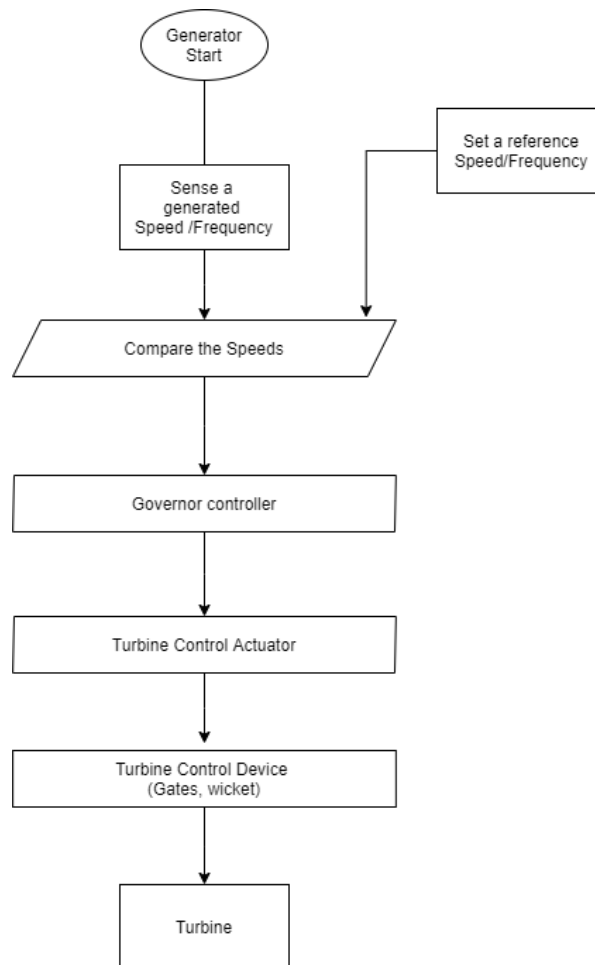 Generator
Start
Set a reference
Speed/Frequency
Sense a
generated
Speed /Frequency
Compare the Speeds
Governor controller
Turbine Control Actuator
Turbine Control Device
(Gates, wicket)
Turbine